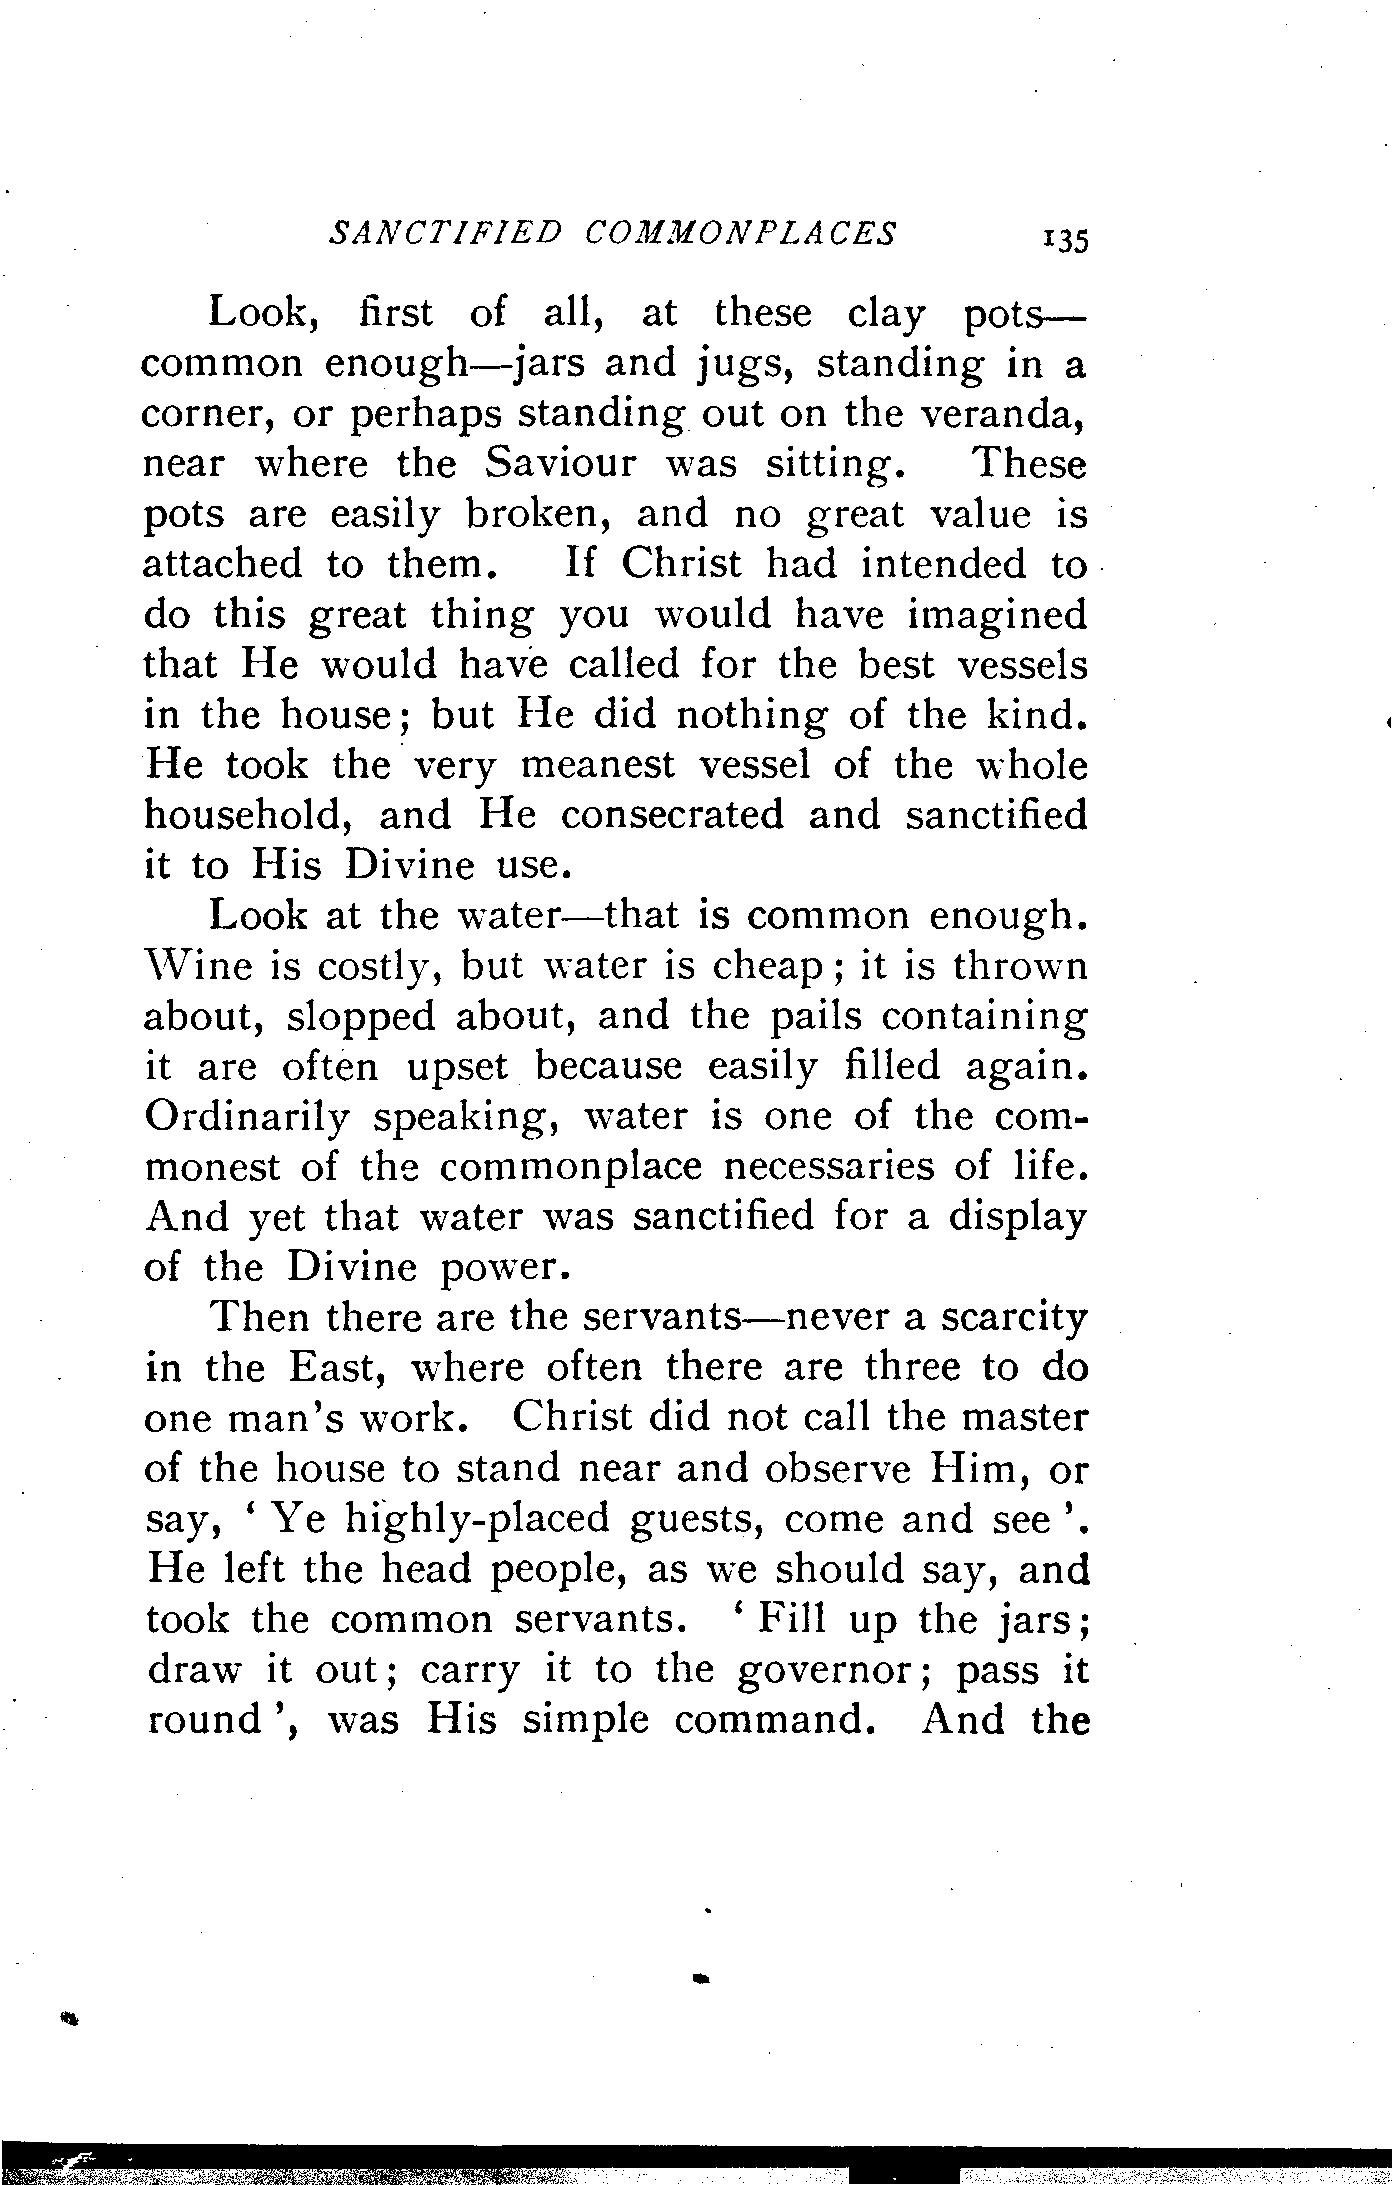 SANCTIFIED COMMONPLACES 135
Look, first of all, at these clay pots—
common enough—jars and jugs, standing in a
corner, or perhaps standing out on the veranda,
near where the Saviour was sitting. These
pots are easily broken, and no great value is
attached to them. If Christ had intended to
do this great thing you would have imagined
that He would have called for the best vessels
in the house; but He did nothing of the kind.
He took the very meanest vessel of the whole
household, and He consecrated and sanctified
it to His Divine use.
Look at the water—that is common enough.
Wine is costly, but water is cheap; it is thrown
about, slopped about, and the pails containing
it are often upset because easily filled again.
Ordinarily speaking, water is one of the com-
monest of the commonplace necessaries of life.
And yet that water was sanctified for a display
of the Divine power.
Then there are the servants—never a scarcity
in the East, where often there are three to do
one man's work. Christ did not call the master
of the house to stand near and observe Him, or
say, ‘ Ye highly-placed guests, come and see ’.
He left the head people, as we should say, and
took the common servants. ‘ Fill up the jars;
draw it out; carry it to the governor; pass it
round ’, was His simple command. And the